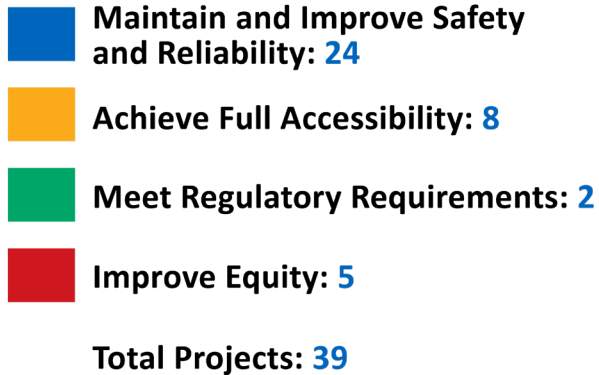 Maintain and Improve Safety
and Reliability: 24
Achieve Full Accessibility: 8
Meet Regulatory Requirements: 2
Improve Equity: 5
Total Projects: 39